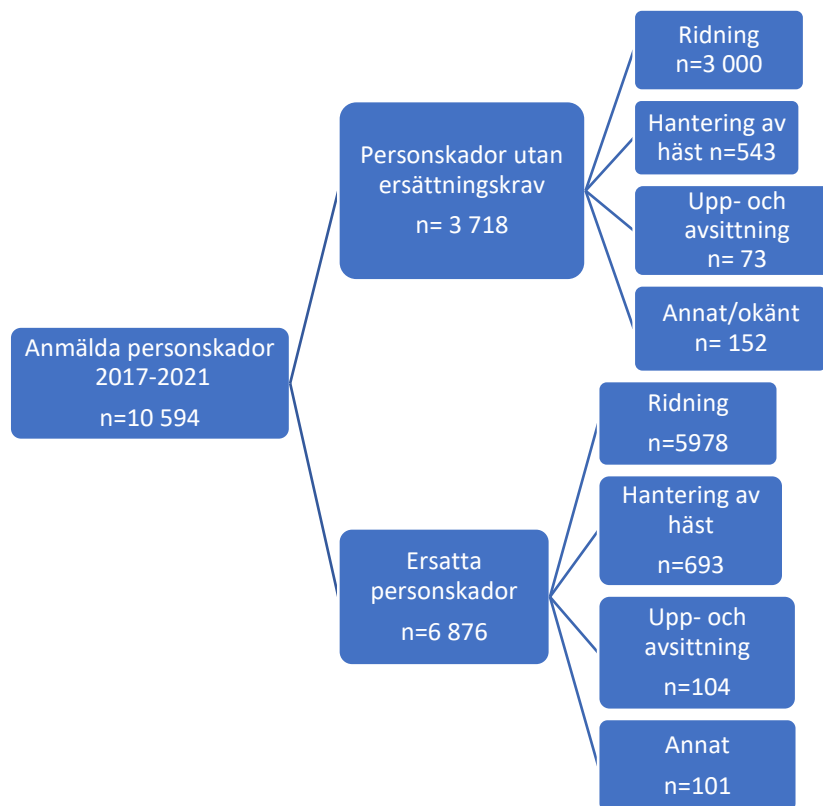 Anmälda personskador
2017-2021
n=10 594
Personskador utan
ersättningskrav
n= 3 718
Ridning
n=3 000
Hantering av
häst n=543
Upp- och
avsittning
n= 73
Annat/okänt
n= 152
Ersatta
personskador
n=6 876
Ridning
n=5978
Hantering av
häst
n=693
Upp- och
avsittning
n=104
Annat
n=101